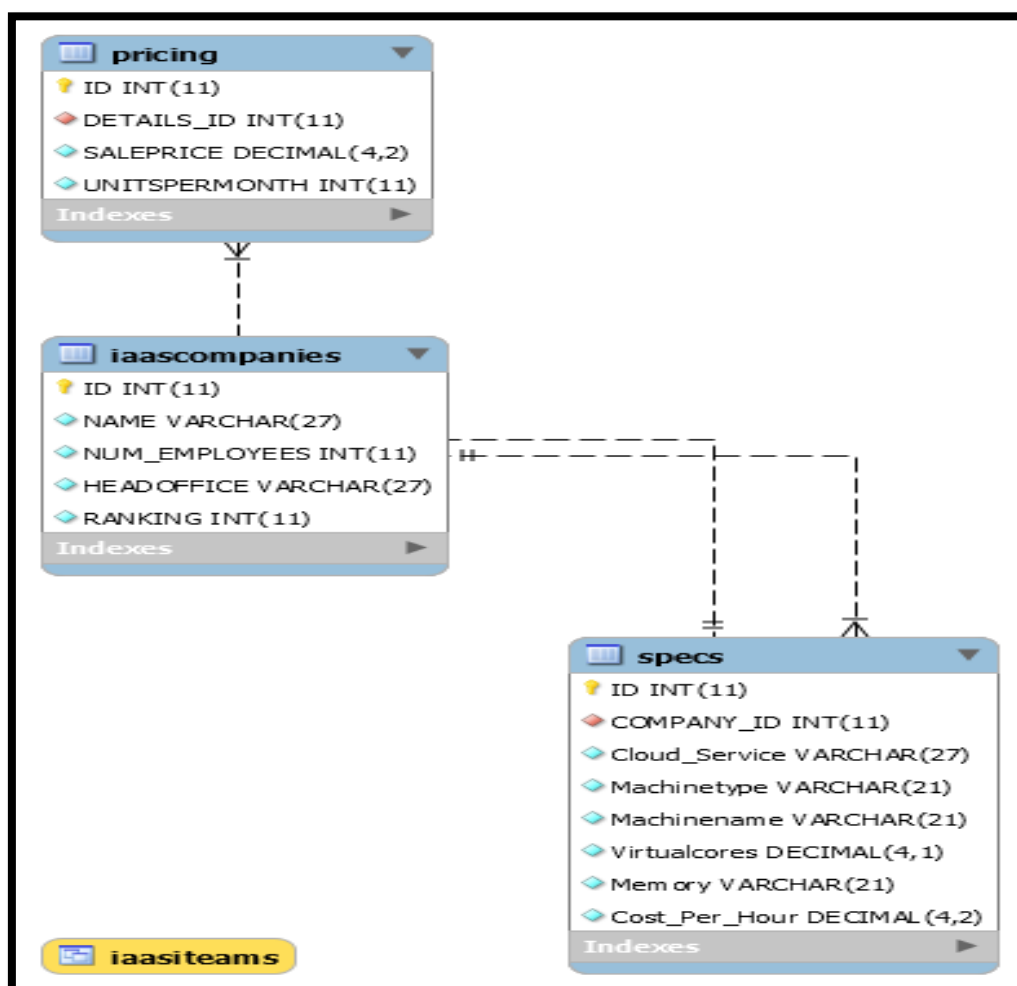 pricing
ID INT(11)
DETAILS_ID INT(11)
SALEPRICE DECIMAL(4,2)
UNITSPERMONTH INT(11)
Indexes
iaascompanies
ID INT(11)
NAME VARCHAR(27)
NUM_EMPLOYEES INT(11)
HEADOFFICE VARCHAR(27)
RANKING INT(11)
Indexes
specs
ID INT(11)
COMPANY_ID INT(11)
Cloud_Service VARCHAR(27)
Machinetype VARCHAR(21)
Machinename VARCHAR(21)
Virtualcores DECIMAL(4,1)
Memory VARCHAR(21)
Cost_Per_Hour DECIMAL(4,2)
Indexes
iaasiteams